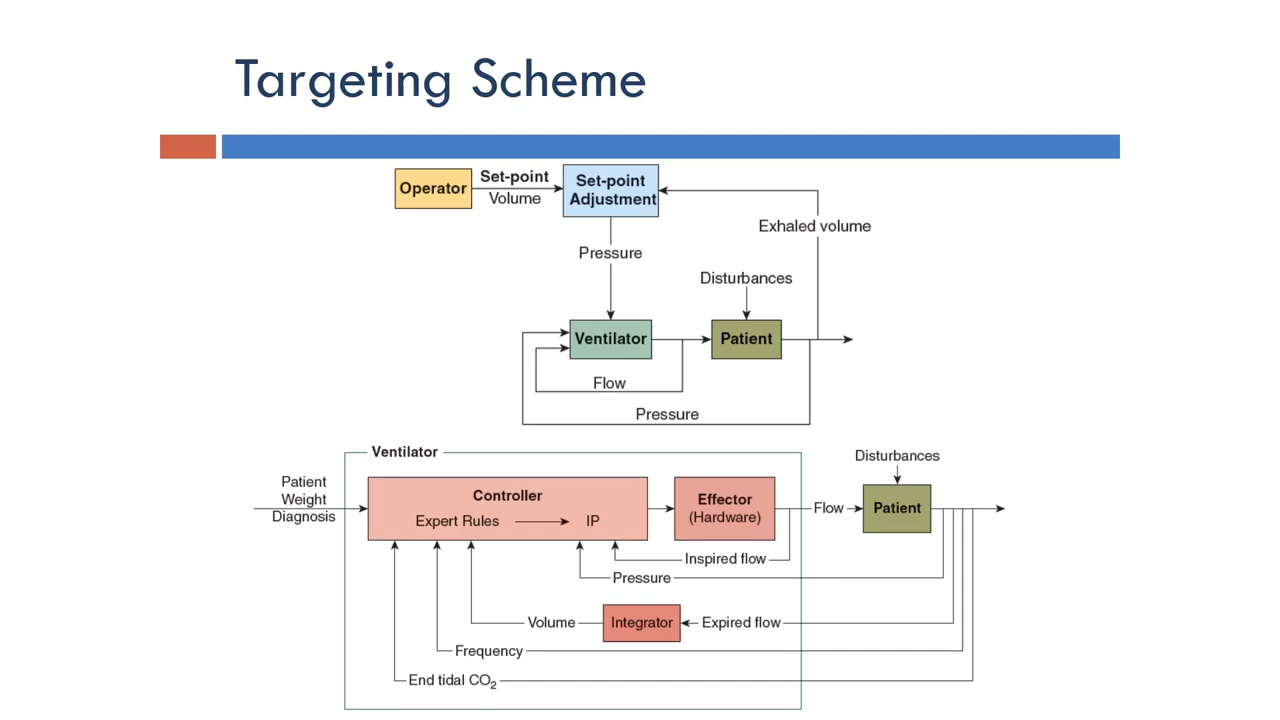 Targeting Scheme
Operator
Set-point
Volume
Set-point
Adjustment
Exhaled volume
Pressure
Disturbances
Ventilator
Patient
Flow
Pressure
Ventilator
Disturbances
Patient
Weight
Diagnosis
Controller
Expert Rules
IP
Effector
(Hardware)
Flow
Patient
Inspired flow
Pressure
Volume
Integrator
Expired flow
Frequency
End tidal CO₂